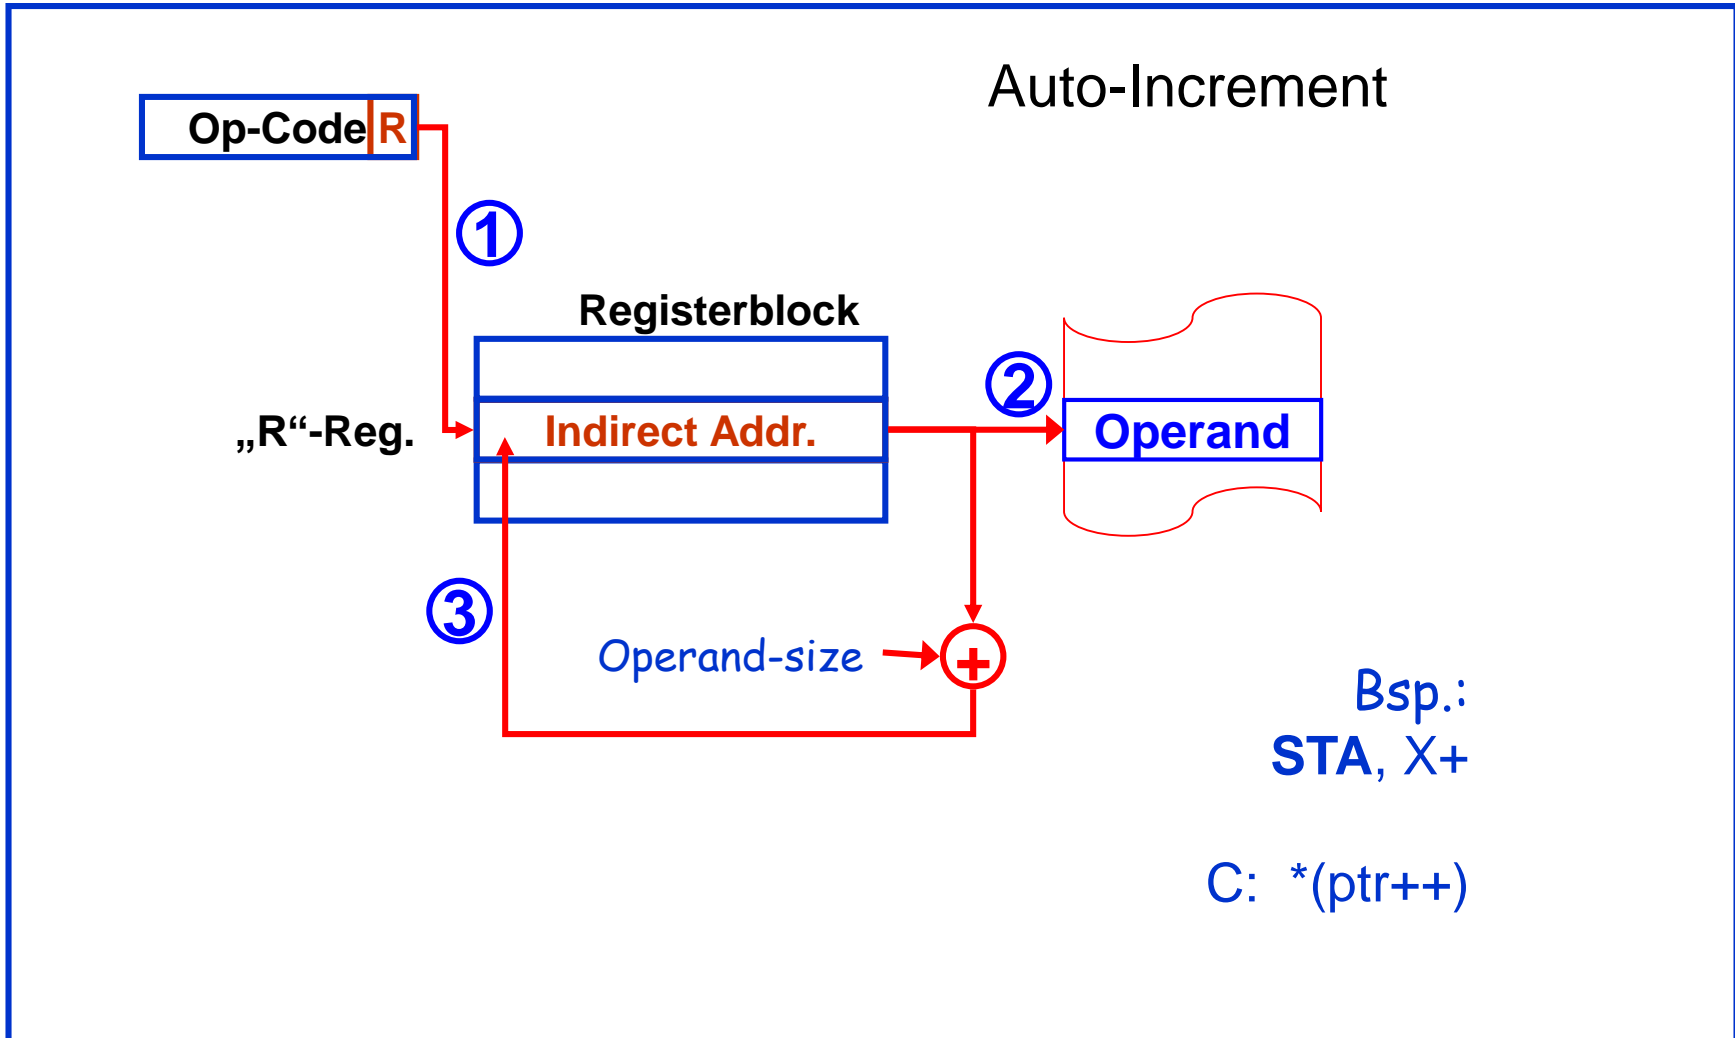 Auto-Increment
Op-Code R
①
Registerblock
②
„R“-Reg.
Indirect Addr.
Operand
③
Operand-size
+
Bsp.:
STA, X+
C: *(ptr++)